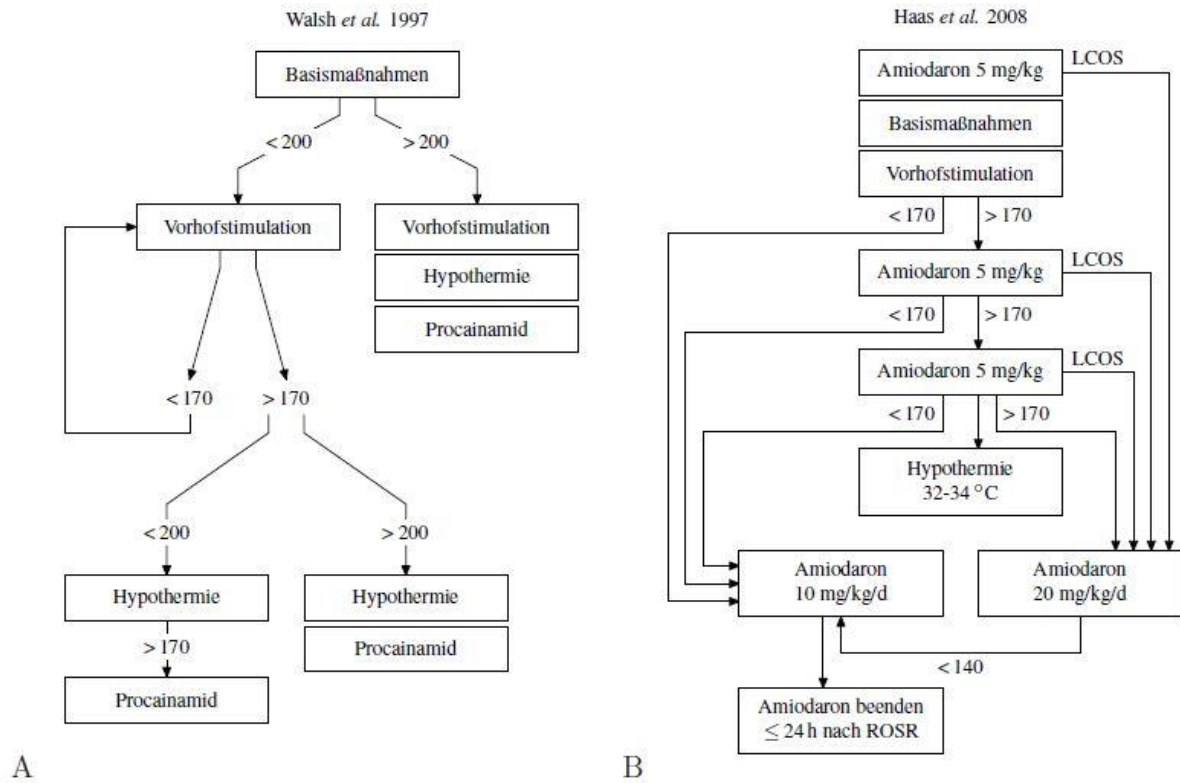 Walsh et al. 1997
Basismaßnahmen
< 200
> 200
Vorhofstimulation
Vorhofstimulation
Hypothermie
Procainamid
< 170
> 170
< 200
> 200
Hypothermie
Hypothermie
> 170
Procainamid
Procainamid
A
Haas et al. 2008
Amiodaron 5 mg/kg
LCOS
Basismaßnahmen
Vorhofstimulation
< 170
> 170
Amiodaron 5 mg/kg
LCOS
< 170
> 170
Amiodaron 5 mg/kg
LCOS
< 170
> 170
Hypothermie
32-34 °C
Amiodaron
10 mg/kg/d
Amiodaron
20 mg/kg/d
< 140
Amiodaron beenden
≤ 24 h nach ROSR
B